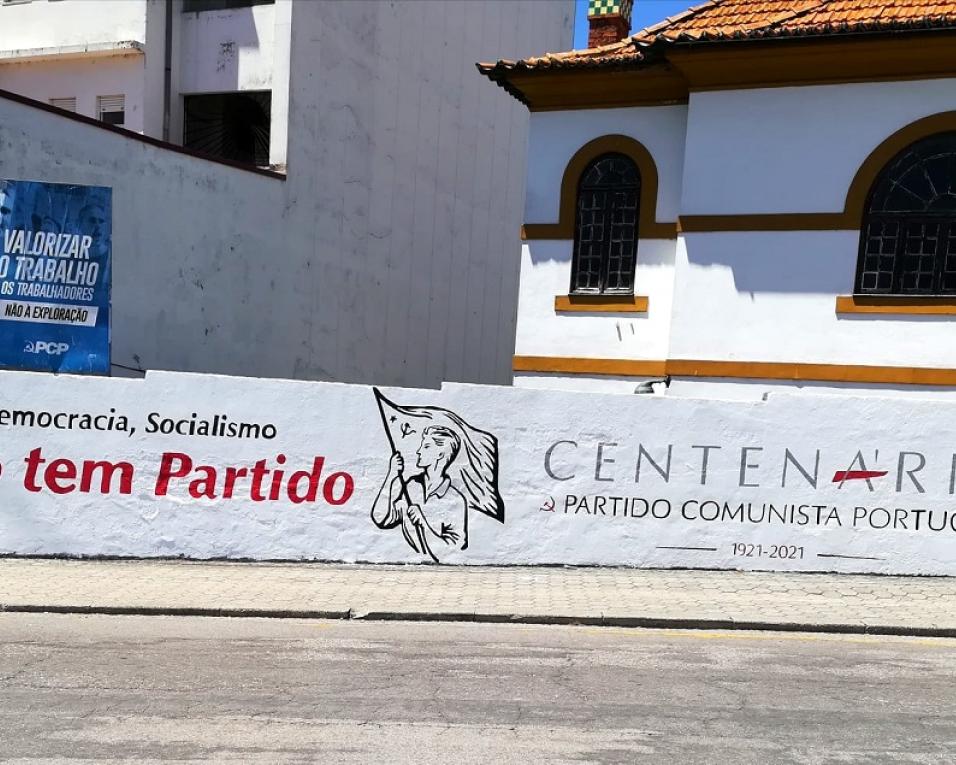 VALORIZAR
O TRABALHO
OS TRABALHADORES
NÃO À EXPLORAÇÃO
PCP
emocracia, Socialismo
o tem Partido
CENTENÁRI
PARTIDO COMUNISTA PORTUG
1921-2021